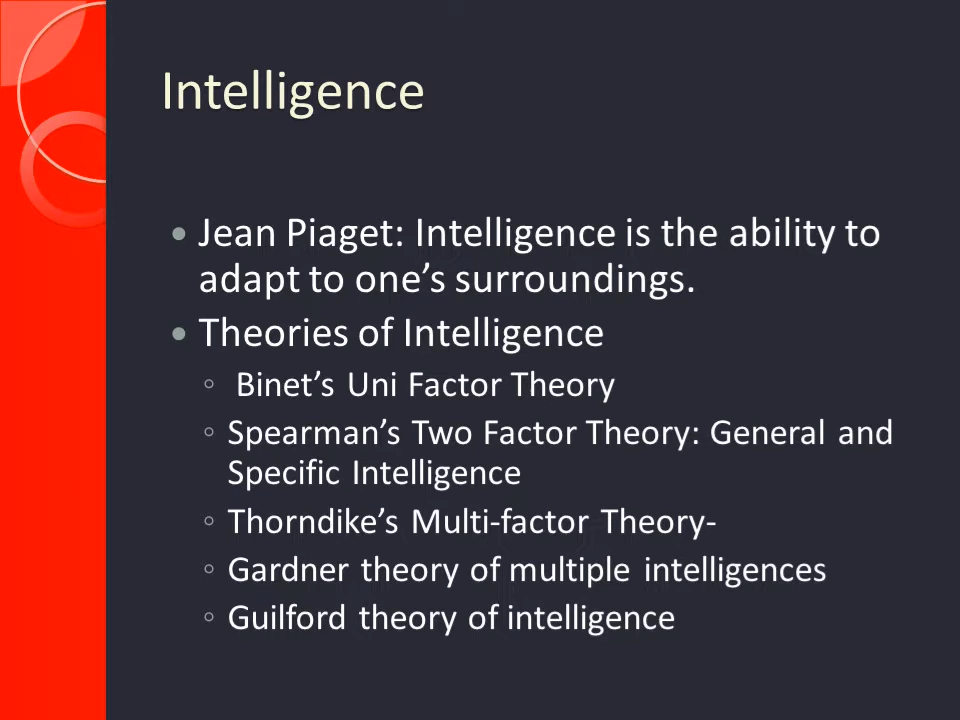 Intelligence
• Jean Piaget: Intelligence is the ability to
adapt to one’s surroundings.
• Theories of Intelligence
◦ Binet’s Uni Factor Theory
◦ Spearman’s Two Factor Theory: General and
Specific Intelligence
◦ Thorndike’s Multi-factor Theory-
◦ Gardner theory of multiple intelligences
◦ Guilford theory of intelligence